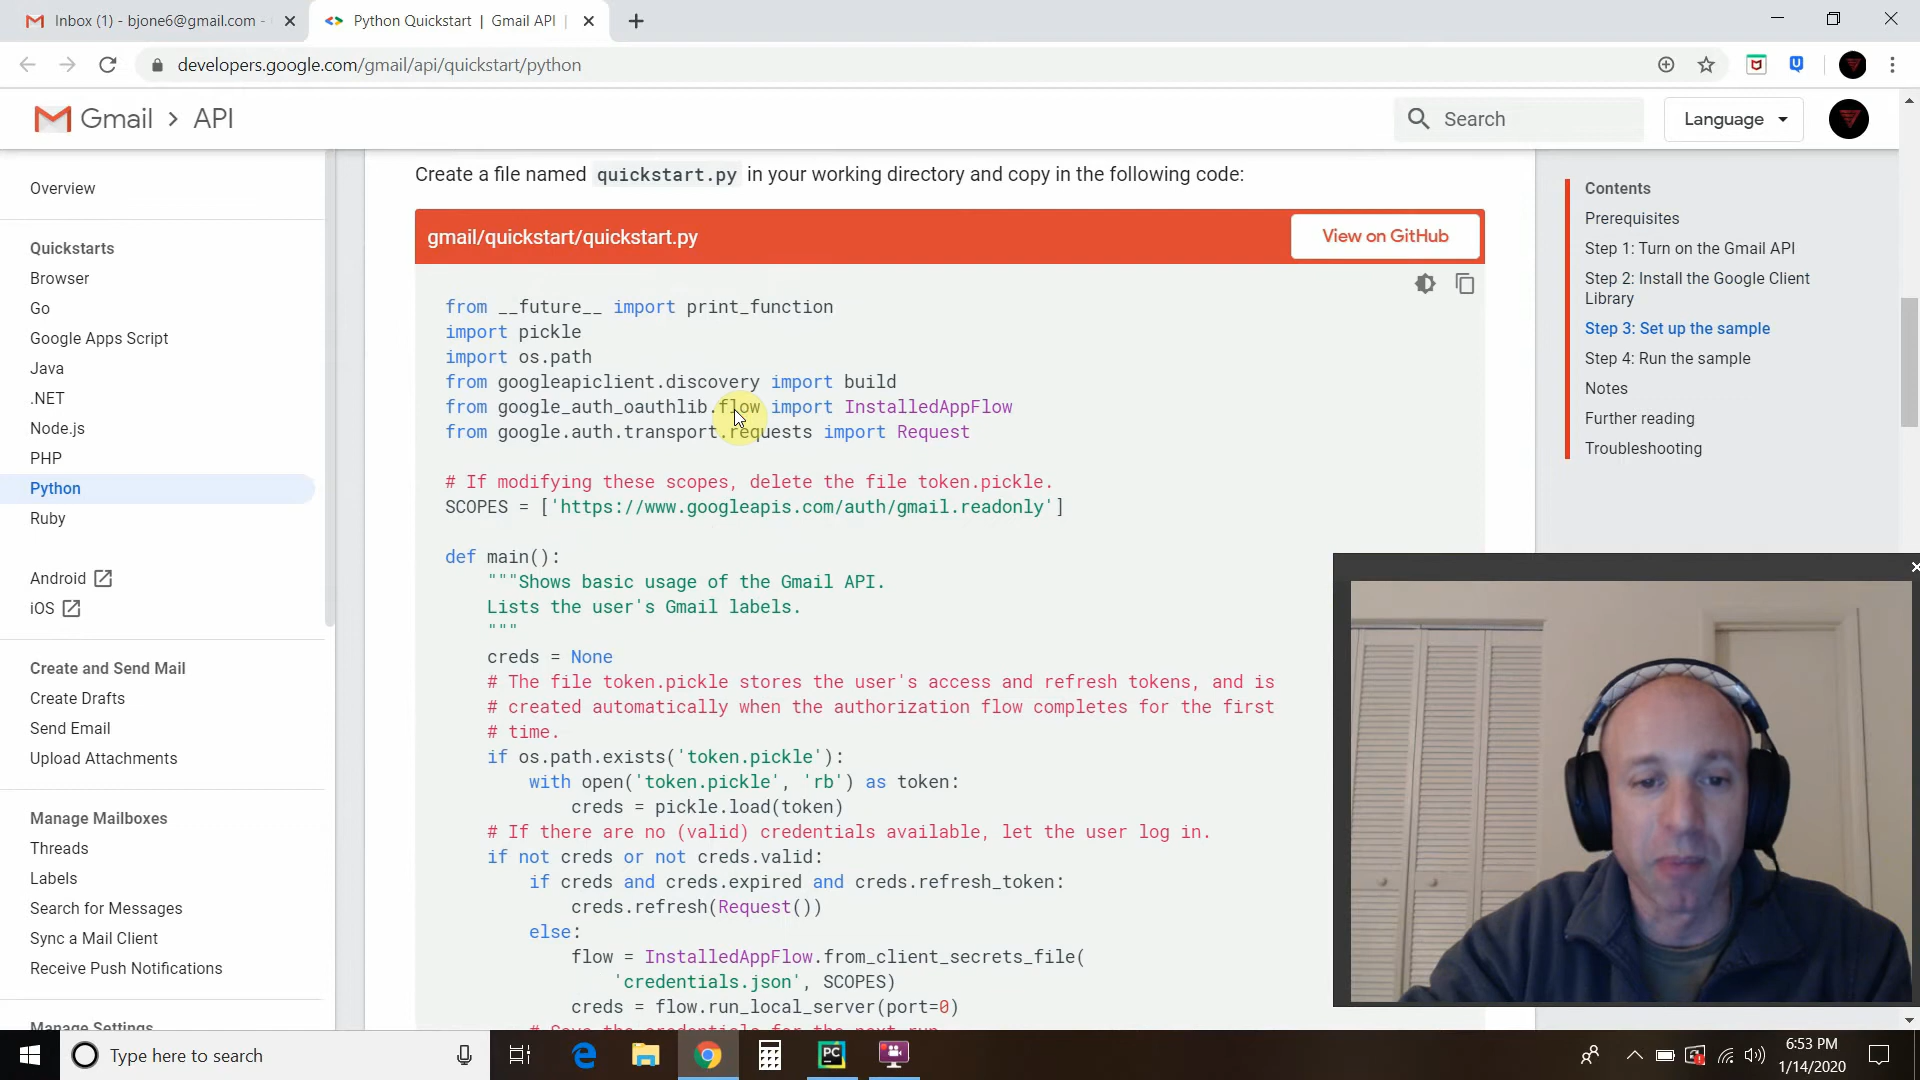 Inbox (1) - bjone6@gmail.com -
Python Quickstart | Gmail API |
developers.google.com/gmail/api/quickstart/python
Gmail > API
Search
Language
Overview
Quickstarts
Browser
Go
Google Apps Script
Java
.NET
Node.js
PHP
Python
Ruby
Android
iOS
Create and Send Mail
Create Drafts
Send Email
Upload Attachments
Manage Mailboxes
Threads
Labels
Search for Messages
Sync a Mail Client
Receive Push Notifications
Manage Settings
Create a file named quickstart.py in your working directory and copy in the following code:
gmail/quickstart/quickstart.py
View on GitHub
from __future__ import print_function
import pickle
import os.path
from googleapiclient.discovery import build
from google_auth_oauthlib.flow import InstalledAppFlow
from google.auth.transport.requests import Request
# If modifying these scopes, delete the file token.pickle.
SCOPES = ['https://www.googleapis.com/auth/gmail.readonly']
def main():
"""Shows basic usage of the Gmail API.
Lists the user's Gmail labels.
"""
creds = None
# The file token.pickle stores the user's access and refresh tokens, and is
# created automatically when the authorization flow completes for the first
# time.
if os.path.exists('token.pickle'):
with open('token.pickle', 'rb') as token:
creds = pickle.load(token)
# If there are no (valid) credentials available, let the user log in.
if not creds or not creds.valid:
if creds and creds.expired and creds.refresh_token:
creds.refresh(Request())
else:
flow = InstalledAppFlow.from_client_secrets_file(
'credentials.json', SCOPES)
creds = flow.run_local_server(port=0)
# Save the credentials for the next run
Contents
Prerequisites
Step 1: Turn on the Gmail API
Step 2: Install the Google Client
Library
Step 3: Set up the sample
Step 4: Run the sample
Notes
Further reading
Troubleshooting
Type here to search
PC
6:53 PM
1/14/2020